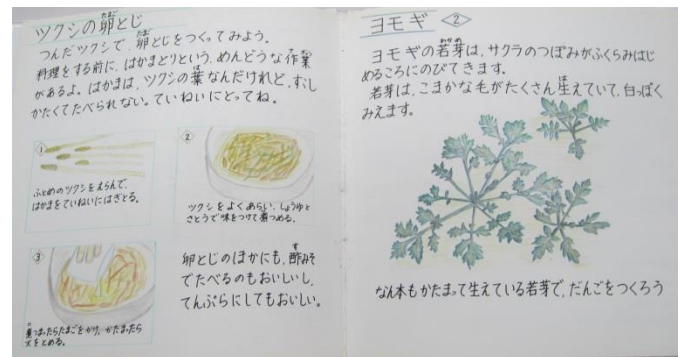 ツクシの卵とじ
つんだツクシで、卵とじをつくってみよう。
料理をする前に、はかまとりという、めんどうな作業
があるよ。はかまは、ツクシの葉なんだけれど、すこし
かたくてたべられない。ていねいにとってね。
①
ふとめのツクシをえらんで、
はかまをていねいにはぎとる。
②
ツクシをよくあらい、しょうゆと
さとうで味をつけて煮つめる。
③
煮つまったらたまごをかけ、かたまったら
火をとめる。
卵とじのほかにも、酢みそ
でたべるのもおいしいし、
てんぷらにしてもおいしい。
ヨモギ ②
ヨモギの若芽は、サクラのつぼみがふくらみはじ
めるころにのびてきます。
若芽は、こまかな毛がたくさん生えていて、白っぽく
みえます。
なん本もかたまって生えている若芽で、だんごをつくろう